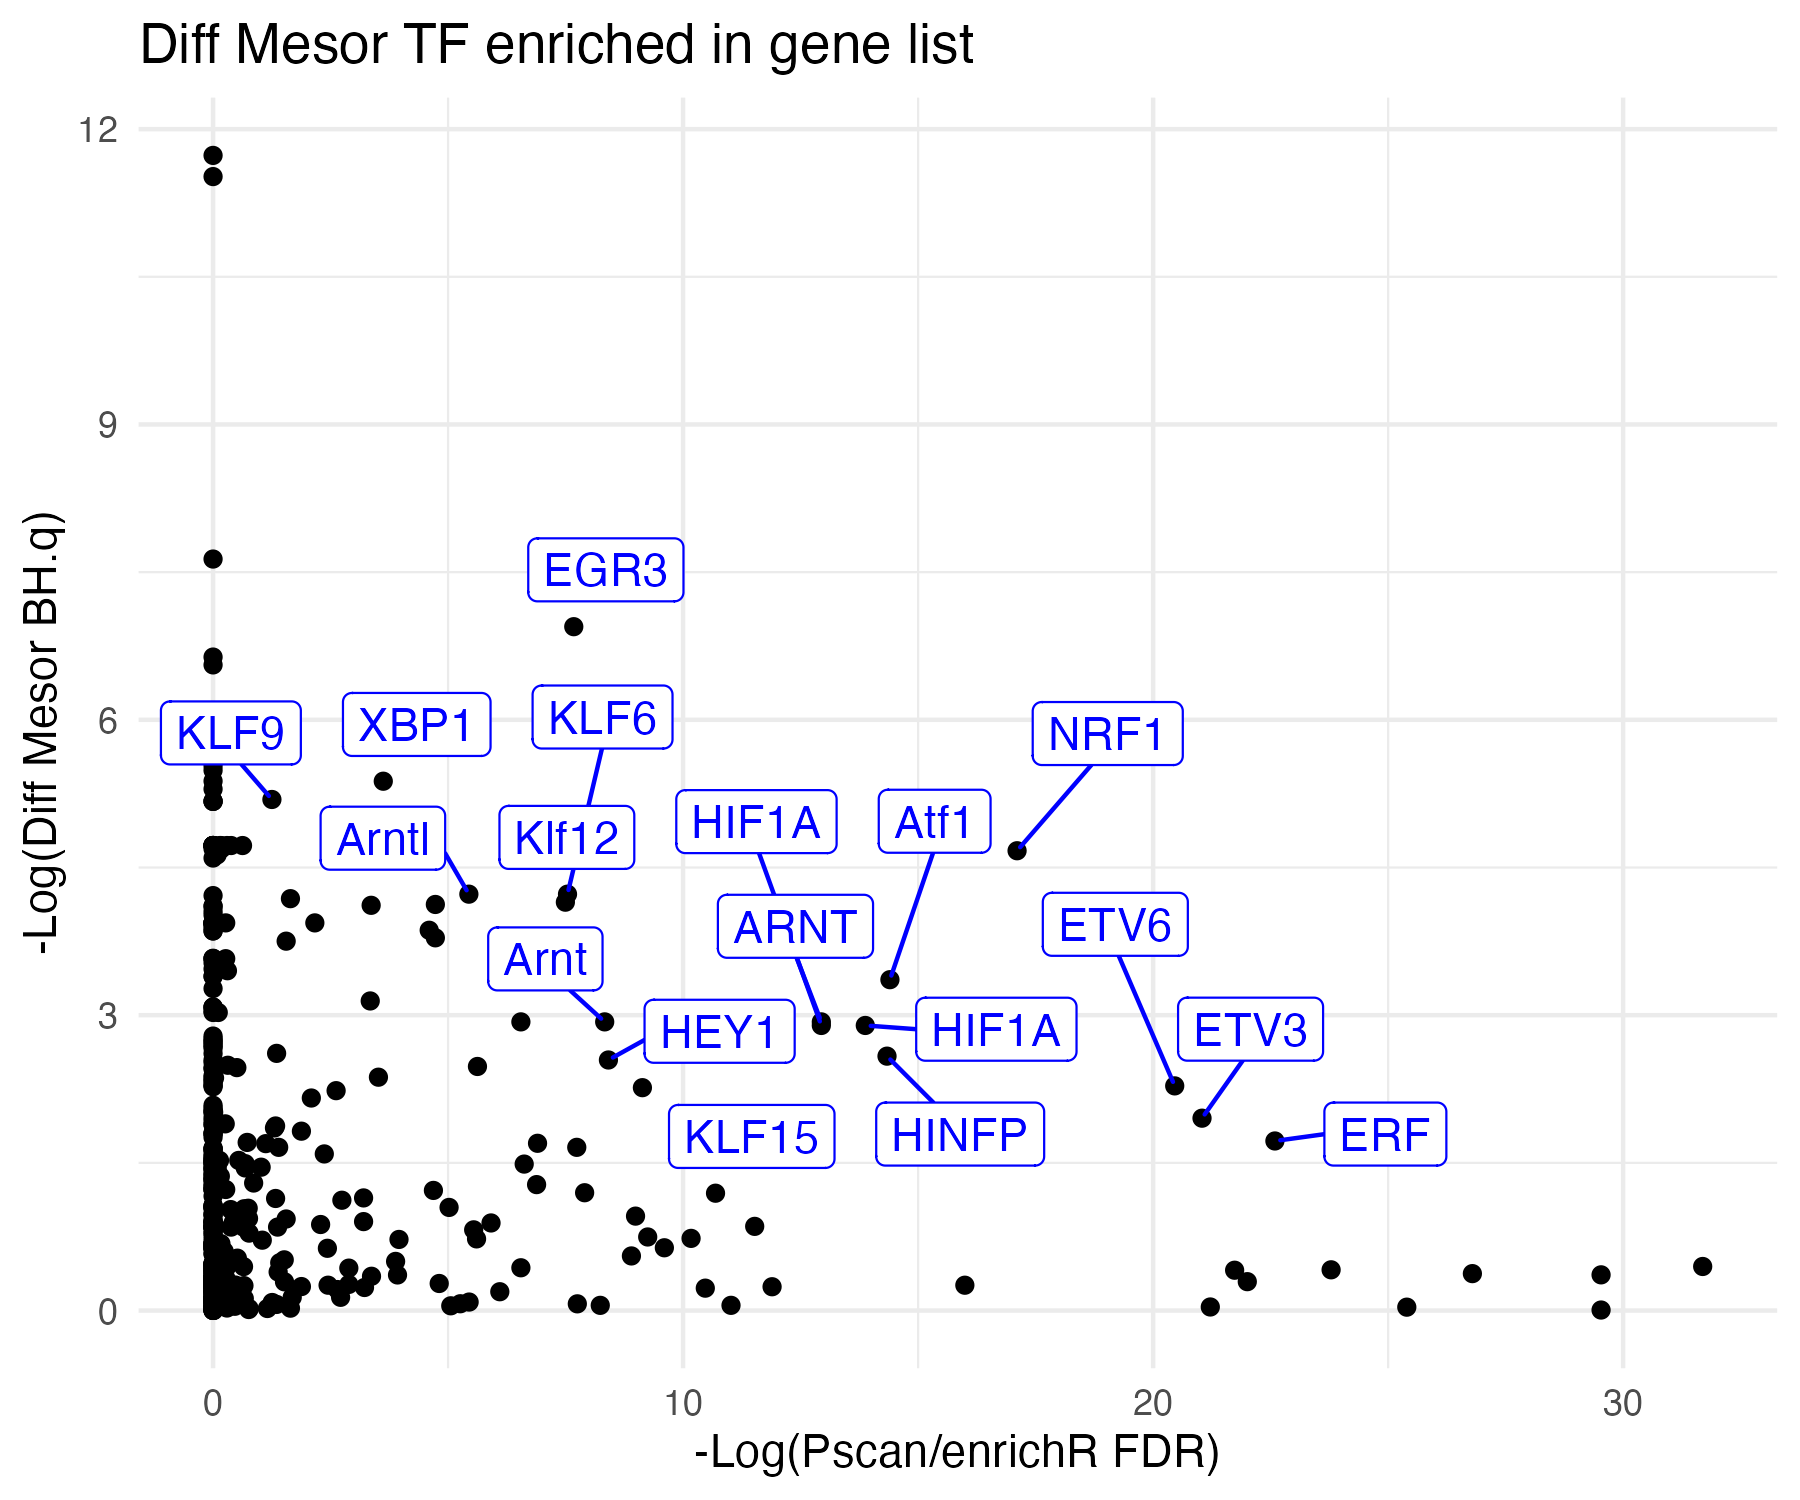 Diff Mesor TF enriched in gene list
12
9
6
3
0
-Log(Diff Mesor BH.q)
EGR3
KLF9
XBP1
KLF6
NRF1
Arntl
Klf12
HIF1A
Atf1
ARNT
ETV6
Arnt
HEY1
HIF1A
ETV3
KLF15
HINFP
ERF
0
10
20
30
-Log(Pscan/enrichR FDR)